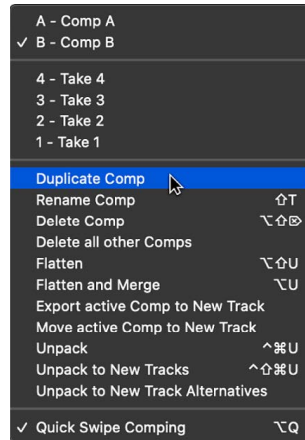 A - Comp A
✓ B - Comp B
4 - Take 4
3 - Take 3
2 - Take 2
1 - Take 1
Duplicate Comp
Rename Comp ⇧T
Delete Comp ⌥⇧⌦
Delete all other Comps
Flatten ⌥⇧U
Flatten and Merge ⌥U
Export active Comp to New Track
Move active Comp to New Track
Unpack ^⌘U
Unpack to New Tracks ^⇧⌘U
Unpack to New Track Alternatives
✓ Quick Swipe Comping ⌥Q